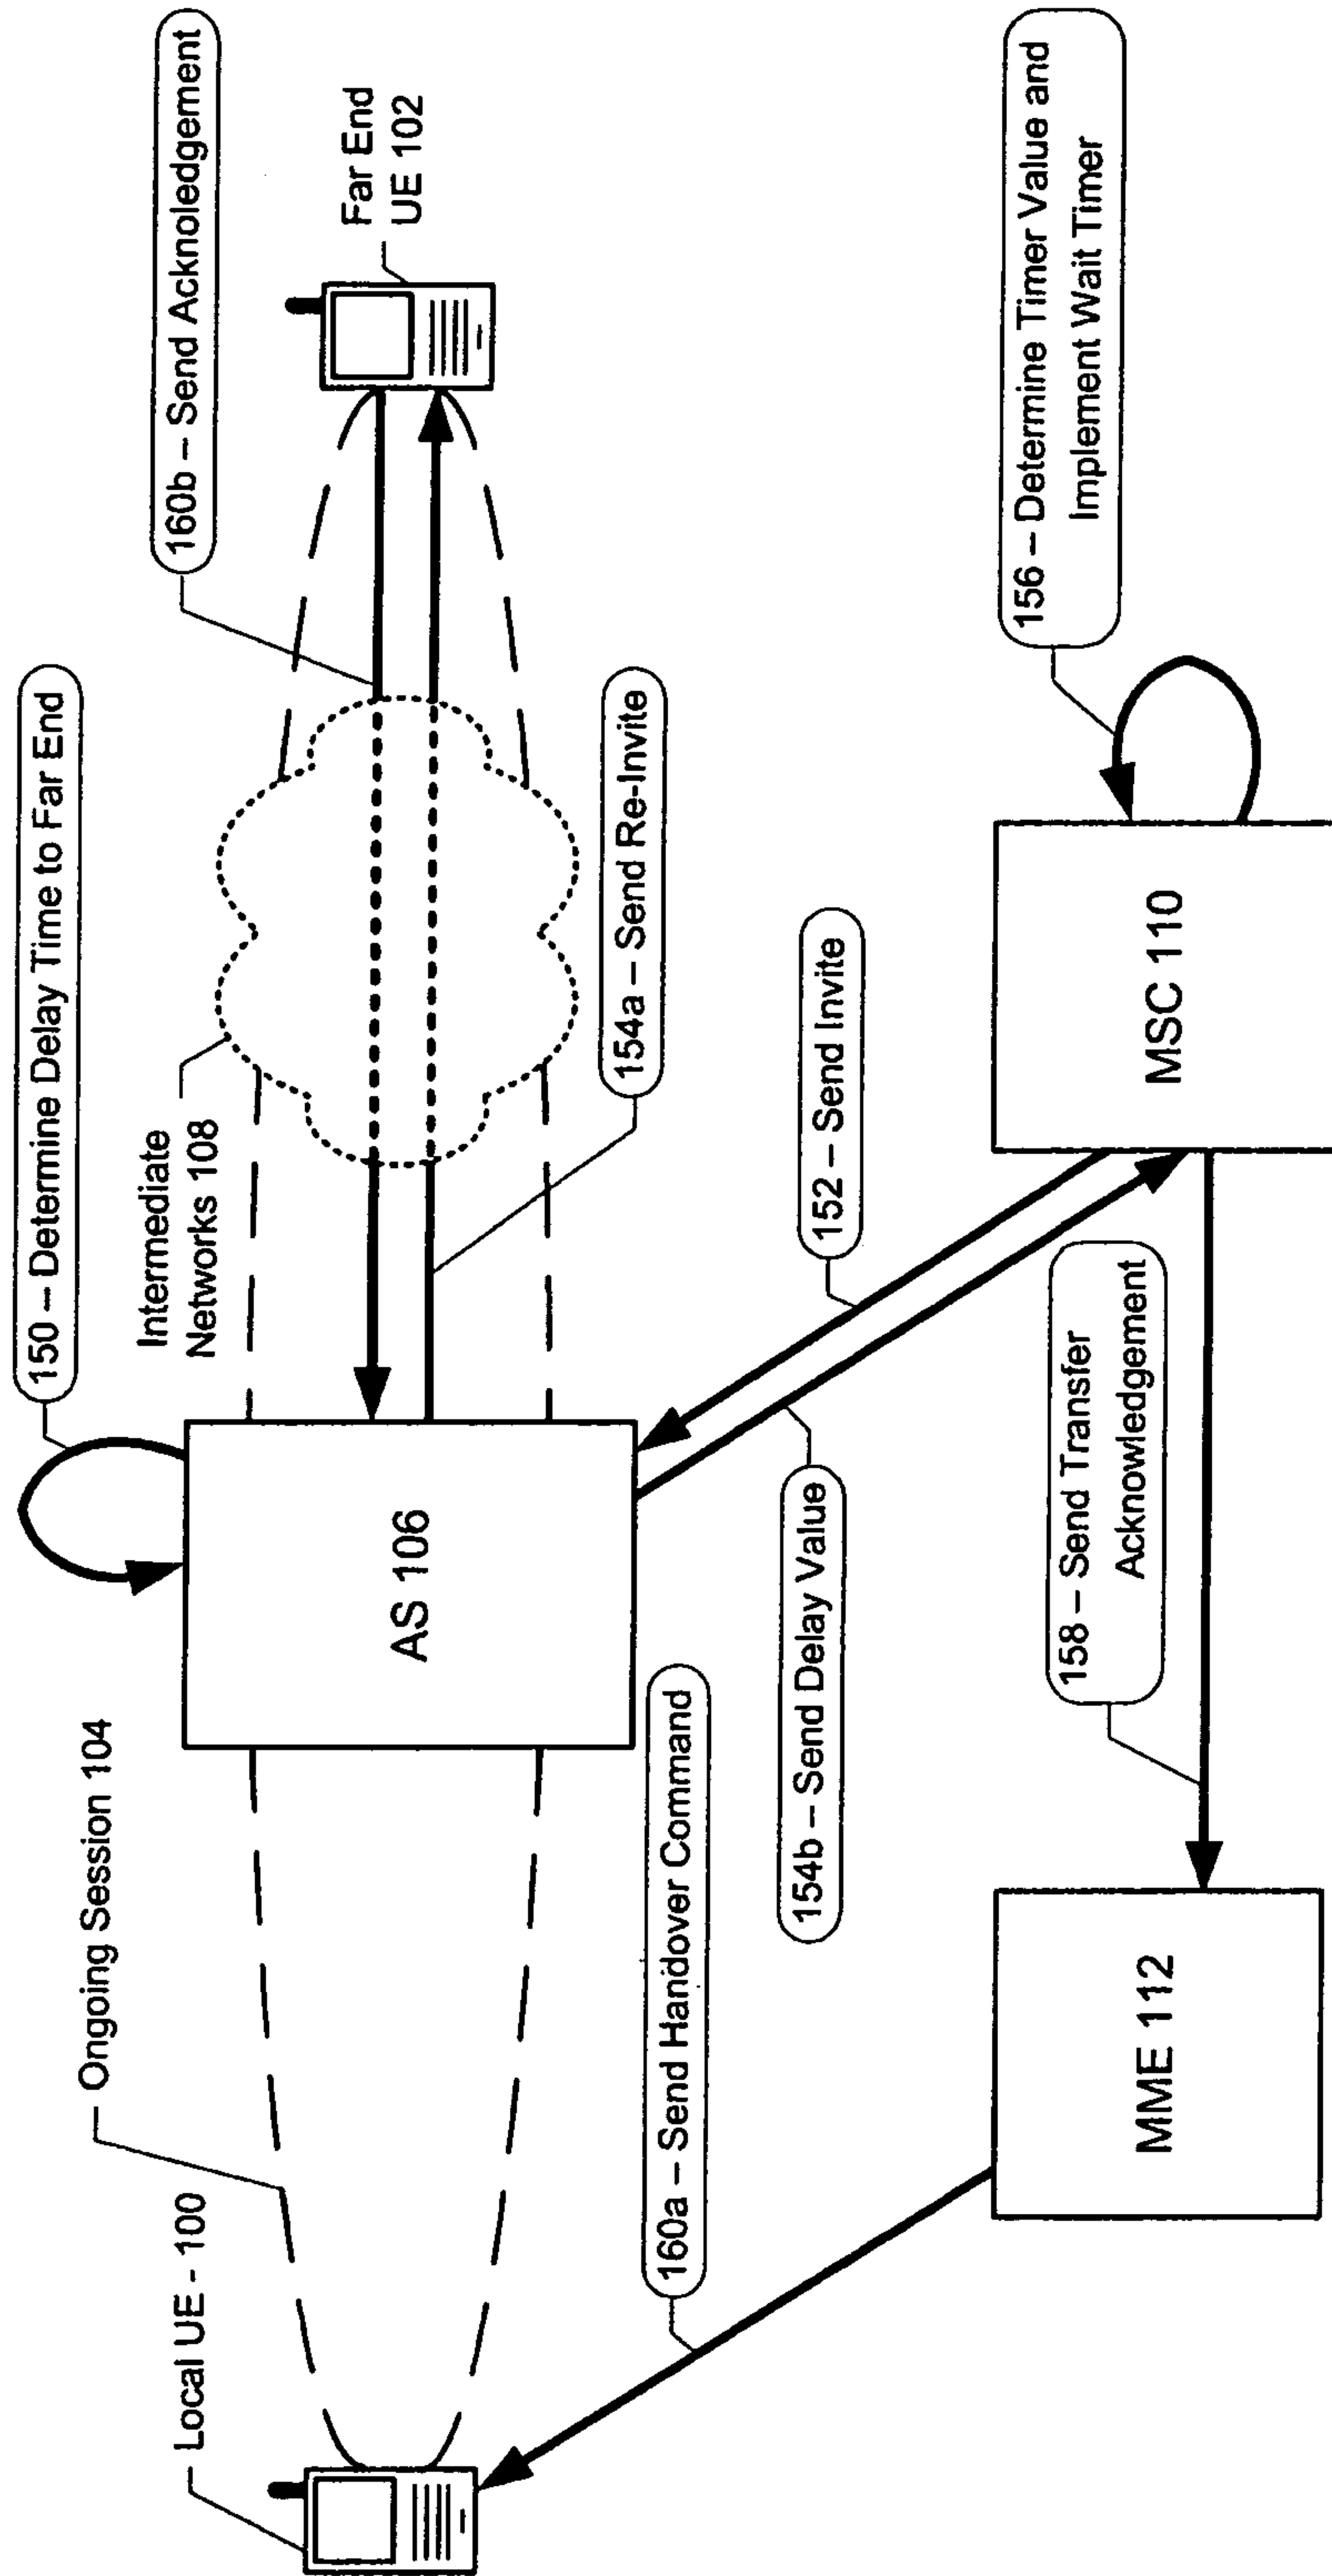 150 – Determine Delay Time to Far End
160b – Send Acknoledgement
Ongoing Session 104
Intermediate
Networks 108
Local UE - 100
Far End
UE 102
AS 106
154a – Send Re-Invite
160a – Send Handover Command
152 – Send Invite
154b – Send Delay Value
156 – Determine Timer Value and
Implement Wait Timer
158 – Send Transfer
Acknowledgement
MME 112
MSC 110